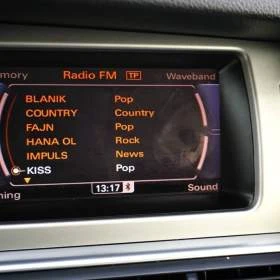 mory Radio FM TP Waveband
BLANIK Pop
COUNTRY Country
FAJN Pop
HANA OL Rock
IMPULS News
KISS Pop
ning 13:17 Sound